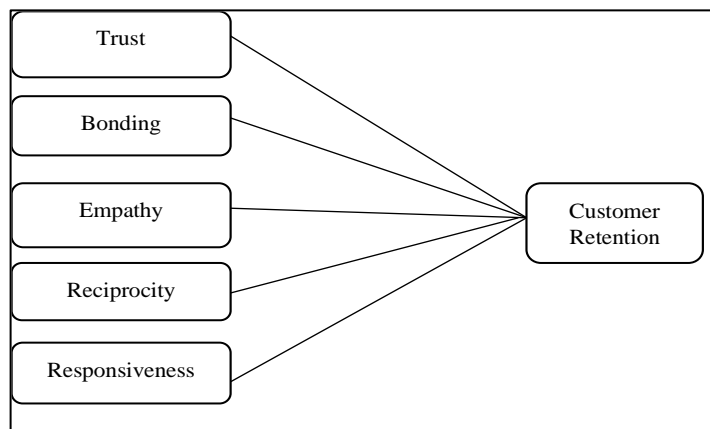 Trust
Bonding
Empathy
Customer
Retention
Reciprocity
Responsiveness